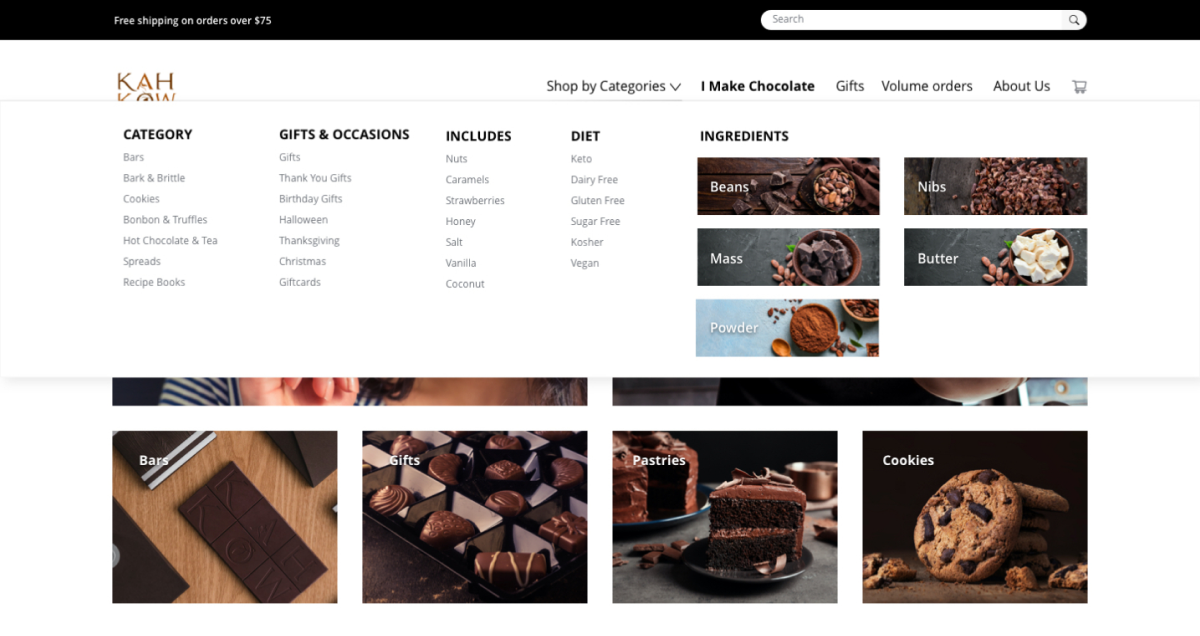 Free shipping on orders over $75
Search
KAH
KOW
Shop by Categories
I Make Chocolate
Gifts
Volume orders
About Us
CATEGORY
Bars
Bark & Brittle
Cookies
Bonbon & Truffles
Hot Chocolate & Tea
Spreads
Recipe Books
GIFTS & OCCASIONS
Gifts
Thank You Gifts
Birthday Gifts
Halloween
Thanksgiving
Christmas
Giftcards
INCLUDES
Nuts
Caramels
Strawberries
Honey
Salt
Vanilla
Coconut
DIET
Keto
Dairy Free
Gluten Free
Sugar Free
Kosher
Vegan
INGREDIENTS
Beans
Nibs
Mass
Butter
Powder
Bars
Gifts
Pastries
Cookies